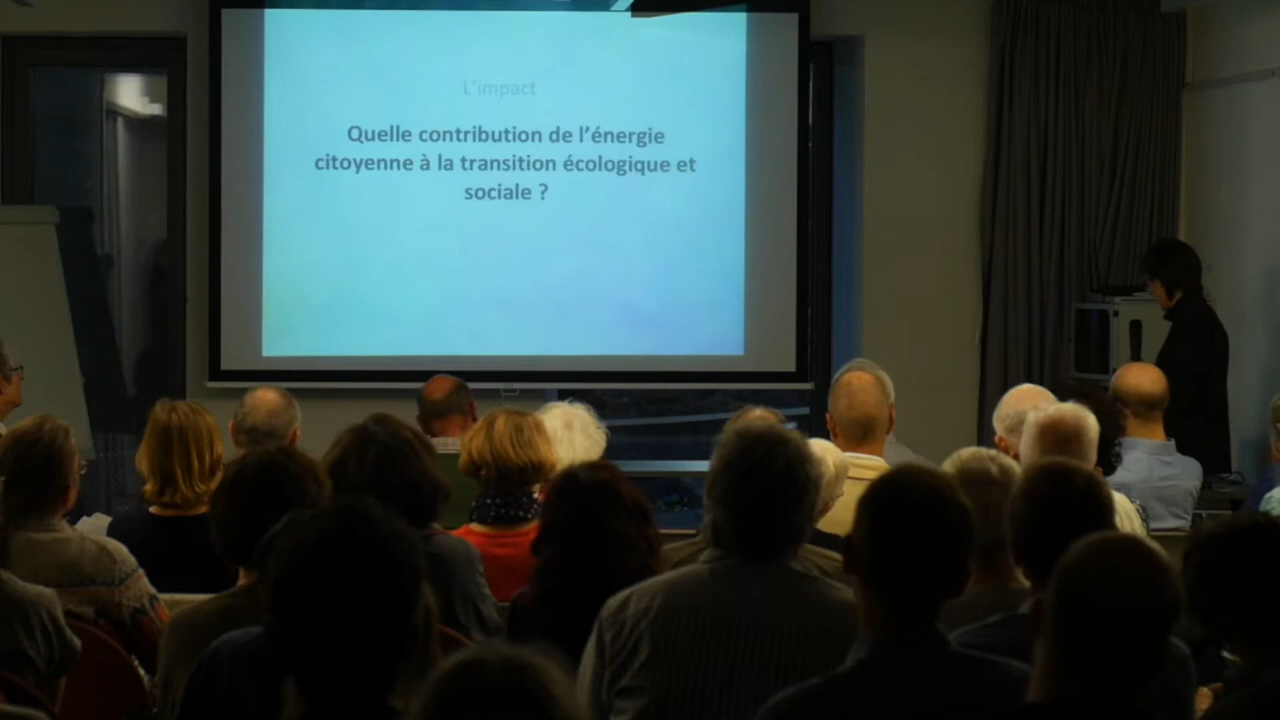 L'impact
Quelle contribution de l’énergie
citoyenne à la transition écologique et
sociale ?